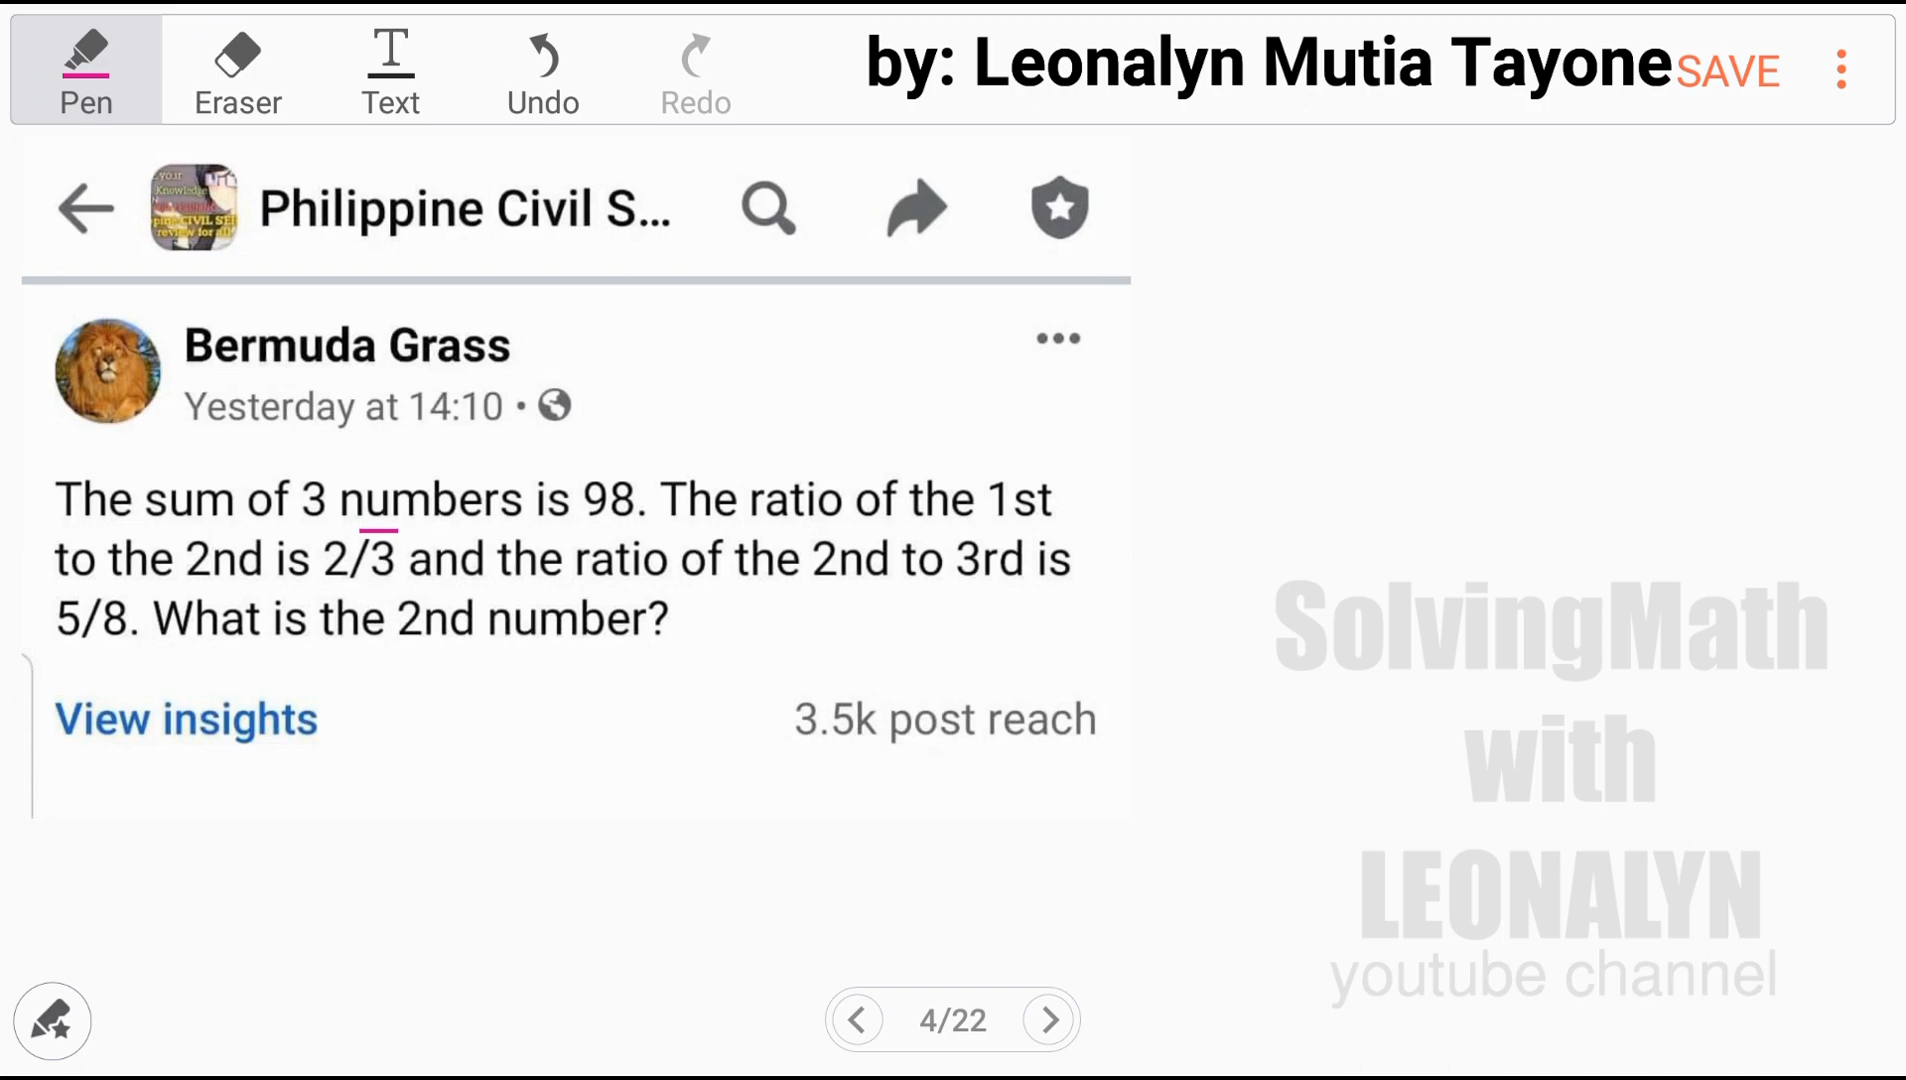 by: Leonalyn Mutia Tayone
SAVE
Pen
Eraser
T
Text
Undo
Redo
Philippine Civil S...
Bermuda Grass
Yesterday at 14:10
The sum of 3 numbers is 98. The ratio of the 1st
to the 2nd is 2/3 and the ratio of the 2nd to 3rd is
5/8. What is the 2nd number?
View insights
3.5k post reach
SolvingMath
with
LEONALYN
youtube channel
4/22